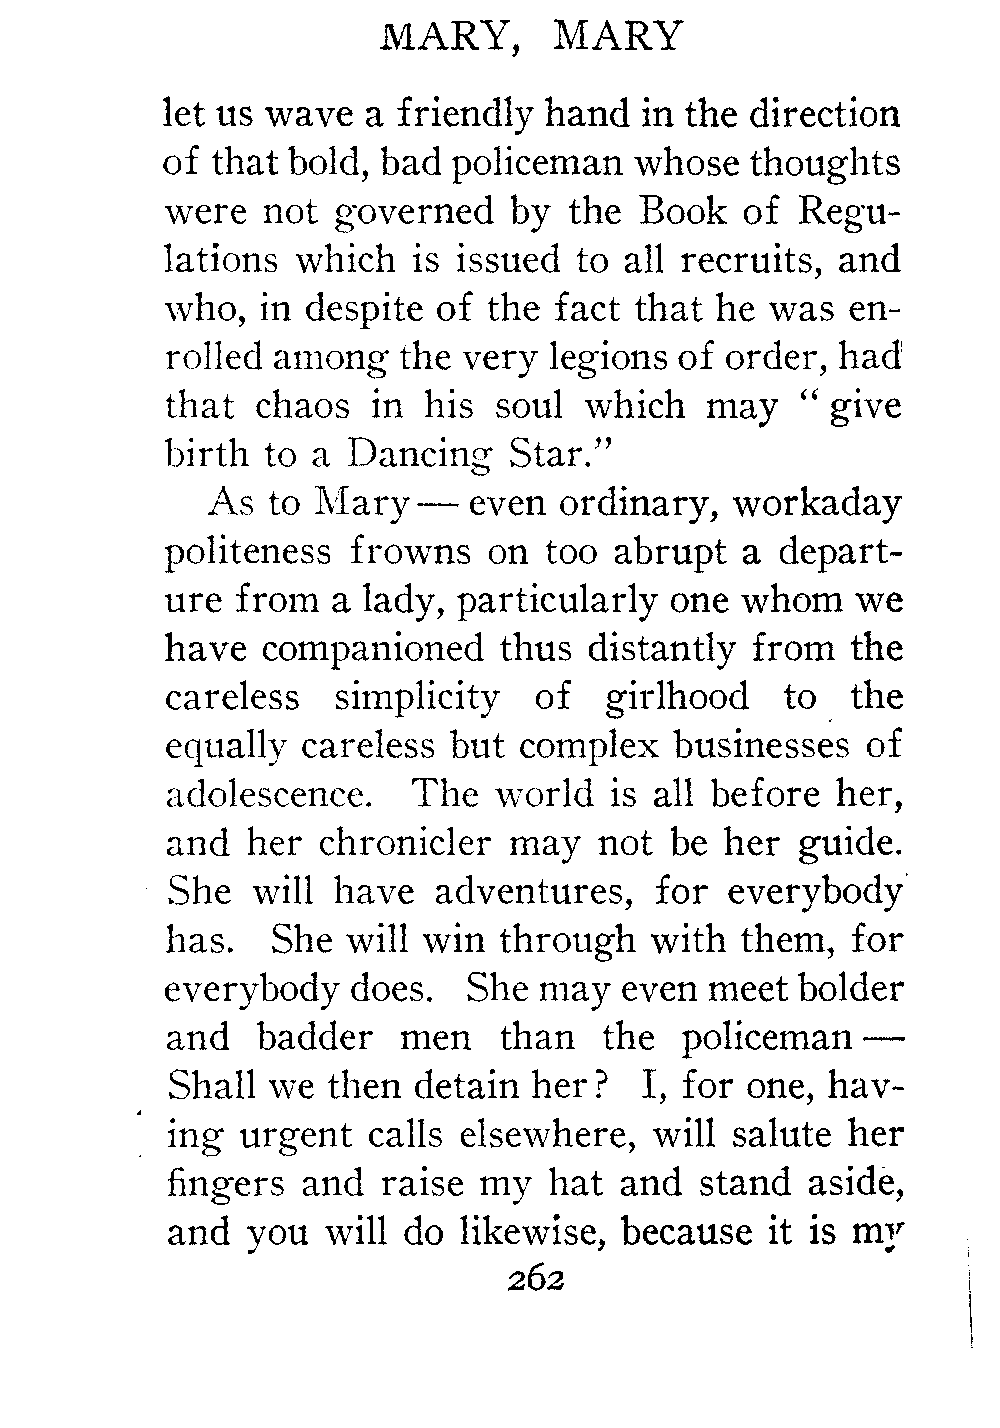 MARY, MARY
let us wave a friendly hand in the direction
of that bold, bad policeman whose thoughts
were not governed by the Book of Regu-
lations which is issued to all recruits, and
who, in despite of the fact that he was en-
rolled among the very legions of order, had
that chaos in his soul which may " give
birth to a Dancing Star."
As to Mary — even ordinary, workaday
politeness frowns on too abrupt a depart-
ure from a lady, particularly one whom we
have companioned thus distantly from the
careless simplicity of girlhood to the
equally careless but complex businesses of
adolescence. The world is all before her,
and her chronicler may not be her guide.
She will have adventures, for everybody
has. She will win through with them, for
everybody does. She may even meet bolder
and badder men than the policeman —
Shall we then detain her? I, for one, hav-
ing urgent calls elsewhere, will salute her
fingers and raise my hat and stand aside,
and you will do likewise, because it is my
262